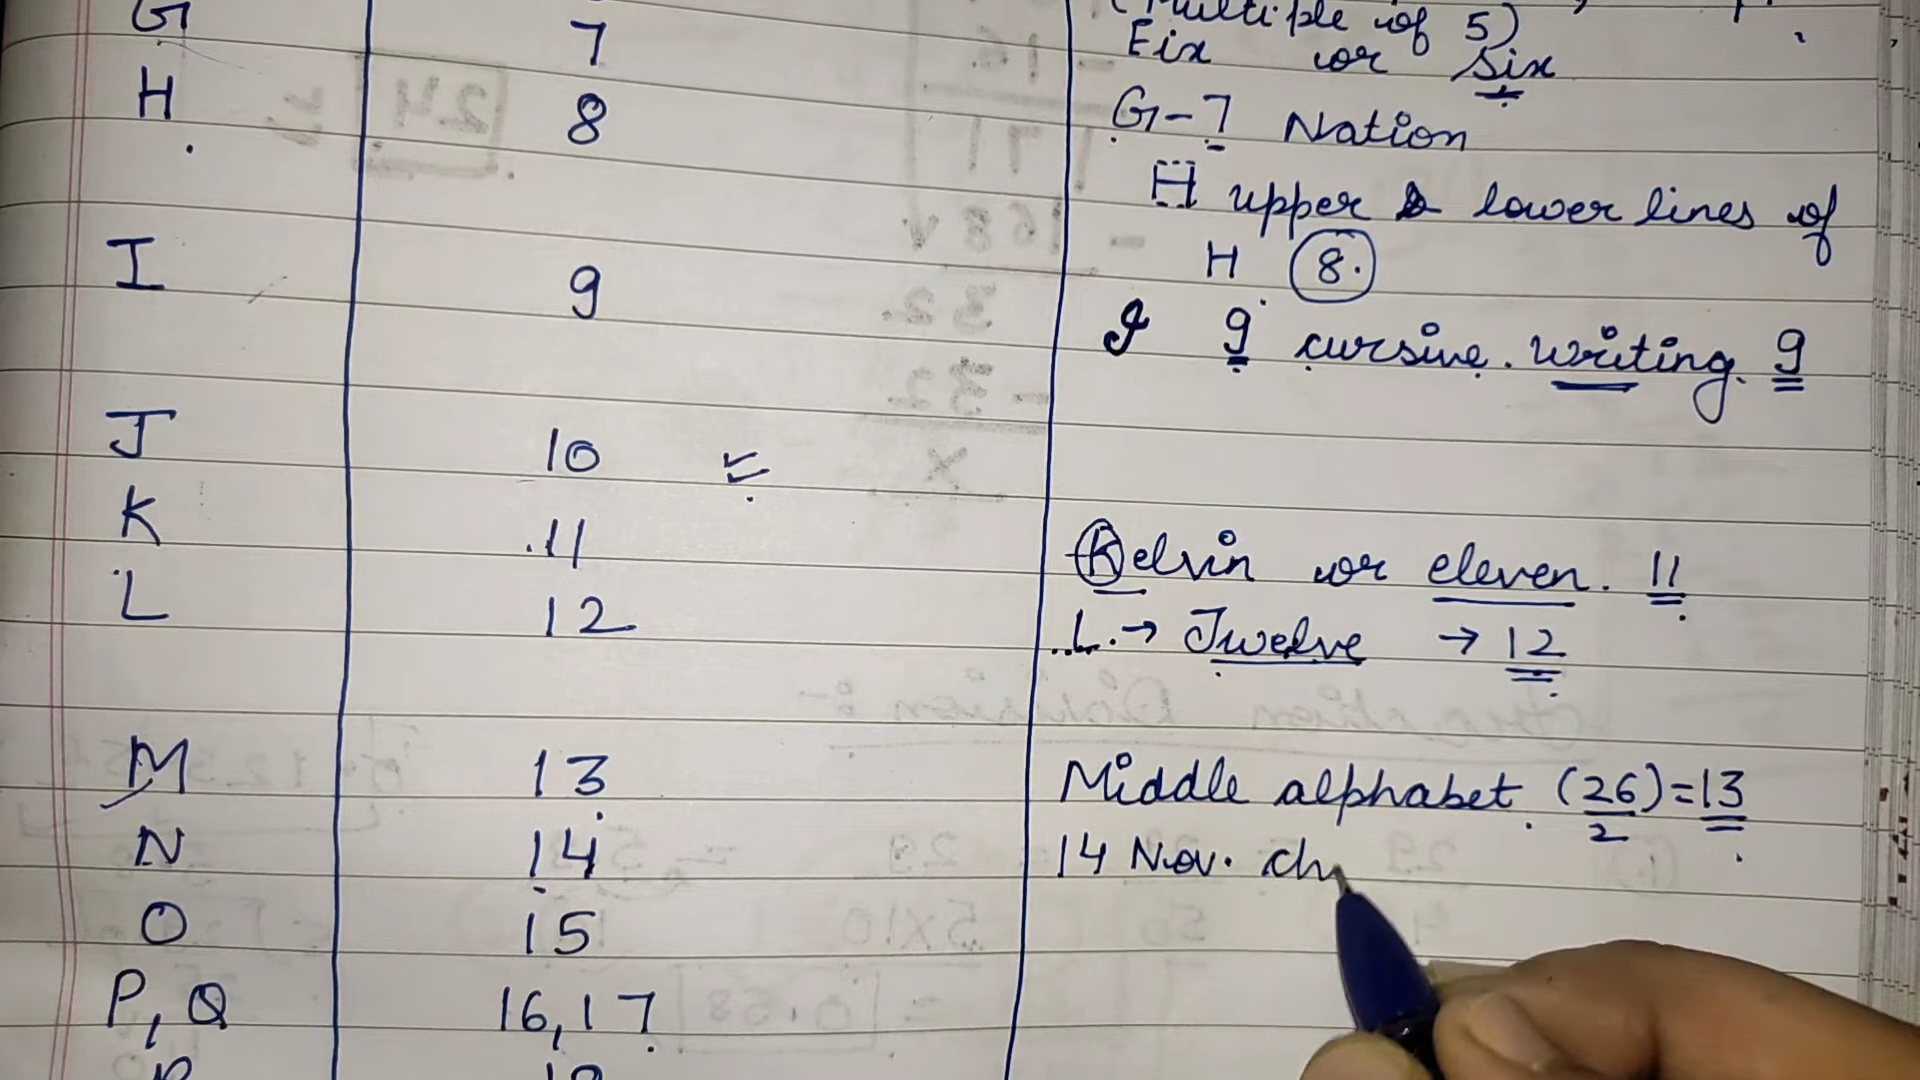 (Multiple of 5)
G 7 Fix or Six
H 8 G-7 Nation
H upper & lower lines of
H 8.
I 9 I 9 cursive writing. 9
J 10
K 11 Kelvin or eleven. 11
L 12 L. → Twelve → 12
M 13 Middle alphabet (26/2) = 13
N 14 14 Nov. ch
O 15
P, Q 16, 17